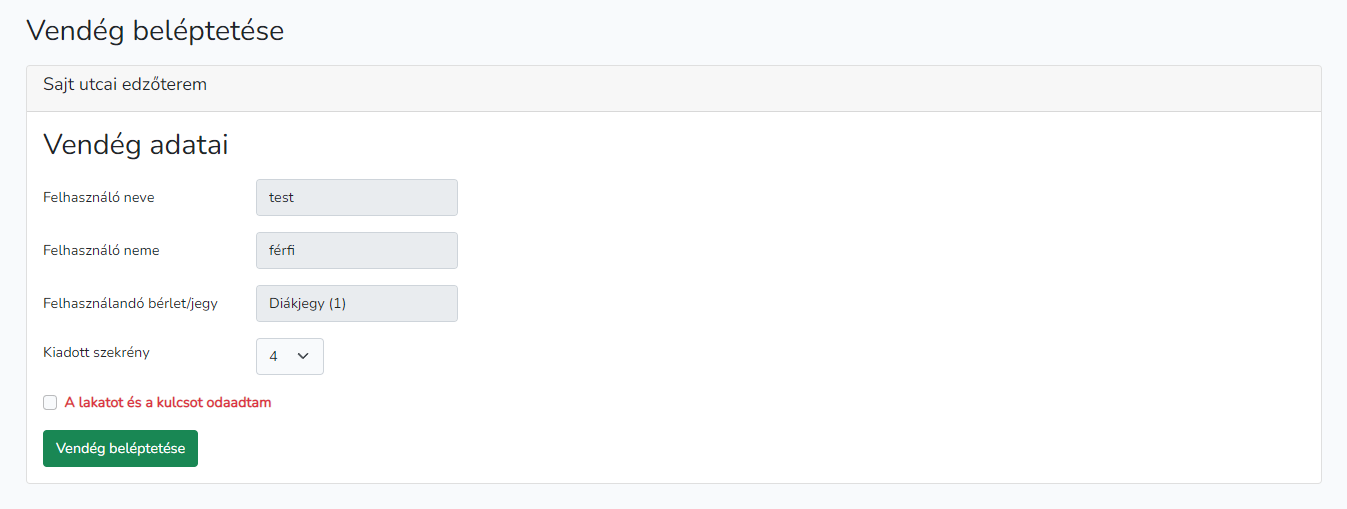 Vendég beléptetése
Sajt utcai edzőterem
Vendég adatai
Felhasználó neve test
Felhasználó neme férfi
Felhasználandó bérlet/jegy Diákjegy (1)
Kiadott szekrény 4
A lakatot és a kulcsot odaadtam
Vendég beléptetése